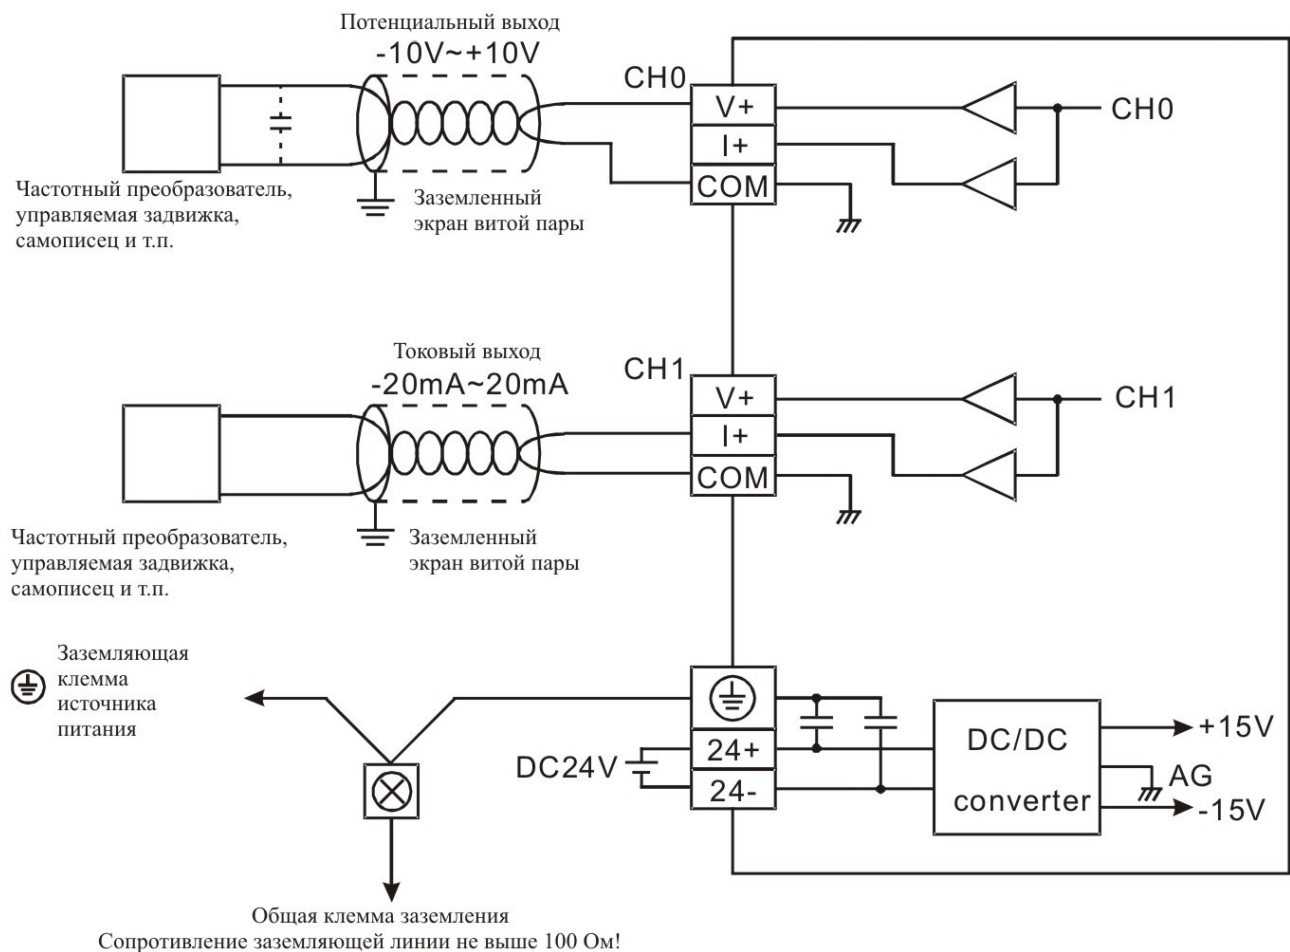 Потенциальный выход
-10V~+10V
CH0
V+
I+
COM
CH0
Частотный преобразователь,
управляемая задвижка,
самописец и т.п.
Заземленный
экран витой пары
Токовый выход
-20mA~20mA
CH1
V+
I+
COM
CH1
Частотный преобразователь,
управляемая задвижка,
самописец и т.п.
Заземленный
экран витой пары
Заземляющая
клемма
источника
питания
DC24V
24+
24-
DC/DC
converter
+15V
AG
-15V
Общая клемма заземления
Сопротивление заземляющей линии не выше 100 Ом!